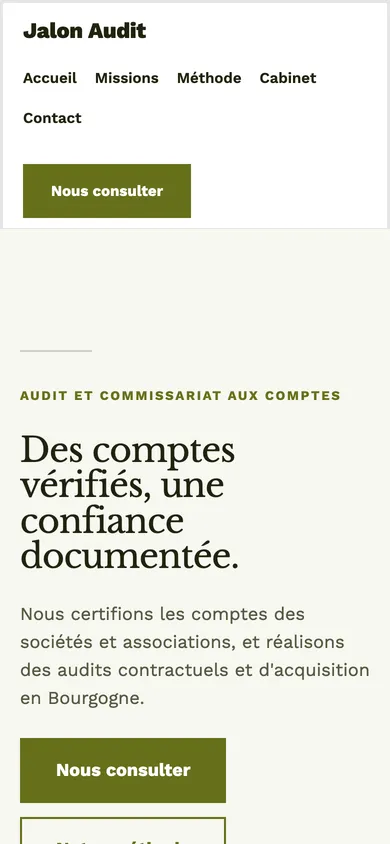 Jalon Audit
Accueil Missions Méthode Cabinet
Contact
Nous consulter
AUDIT ET COMMISSARIAT AUX COMPTES
Des comptes
vérifiés, une
confiance
documentée.
Nous certifions les comptes des
sociétés et associations, et réalisons
des audits contractuels et d'acquisition
en Bourgogne.
Nous consulter